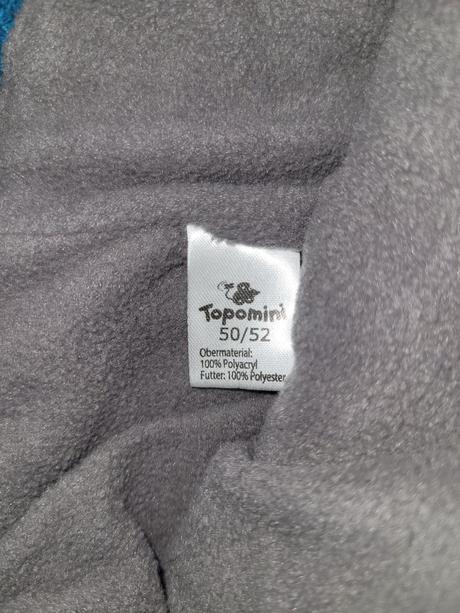 Topomini
50/52
Obermaterial:
100% Polyacryl
Futter: 100% Polyester